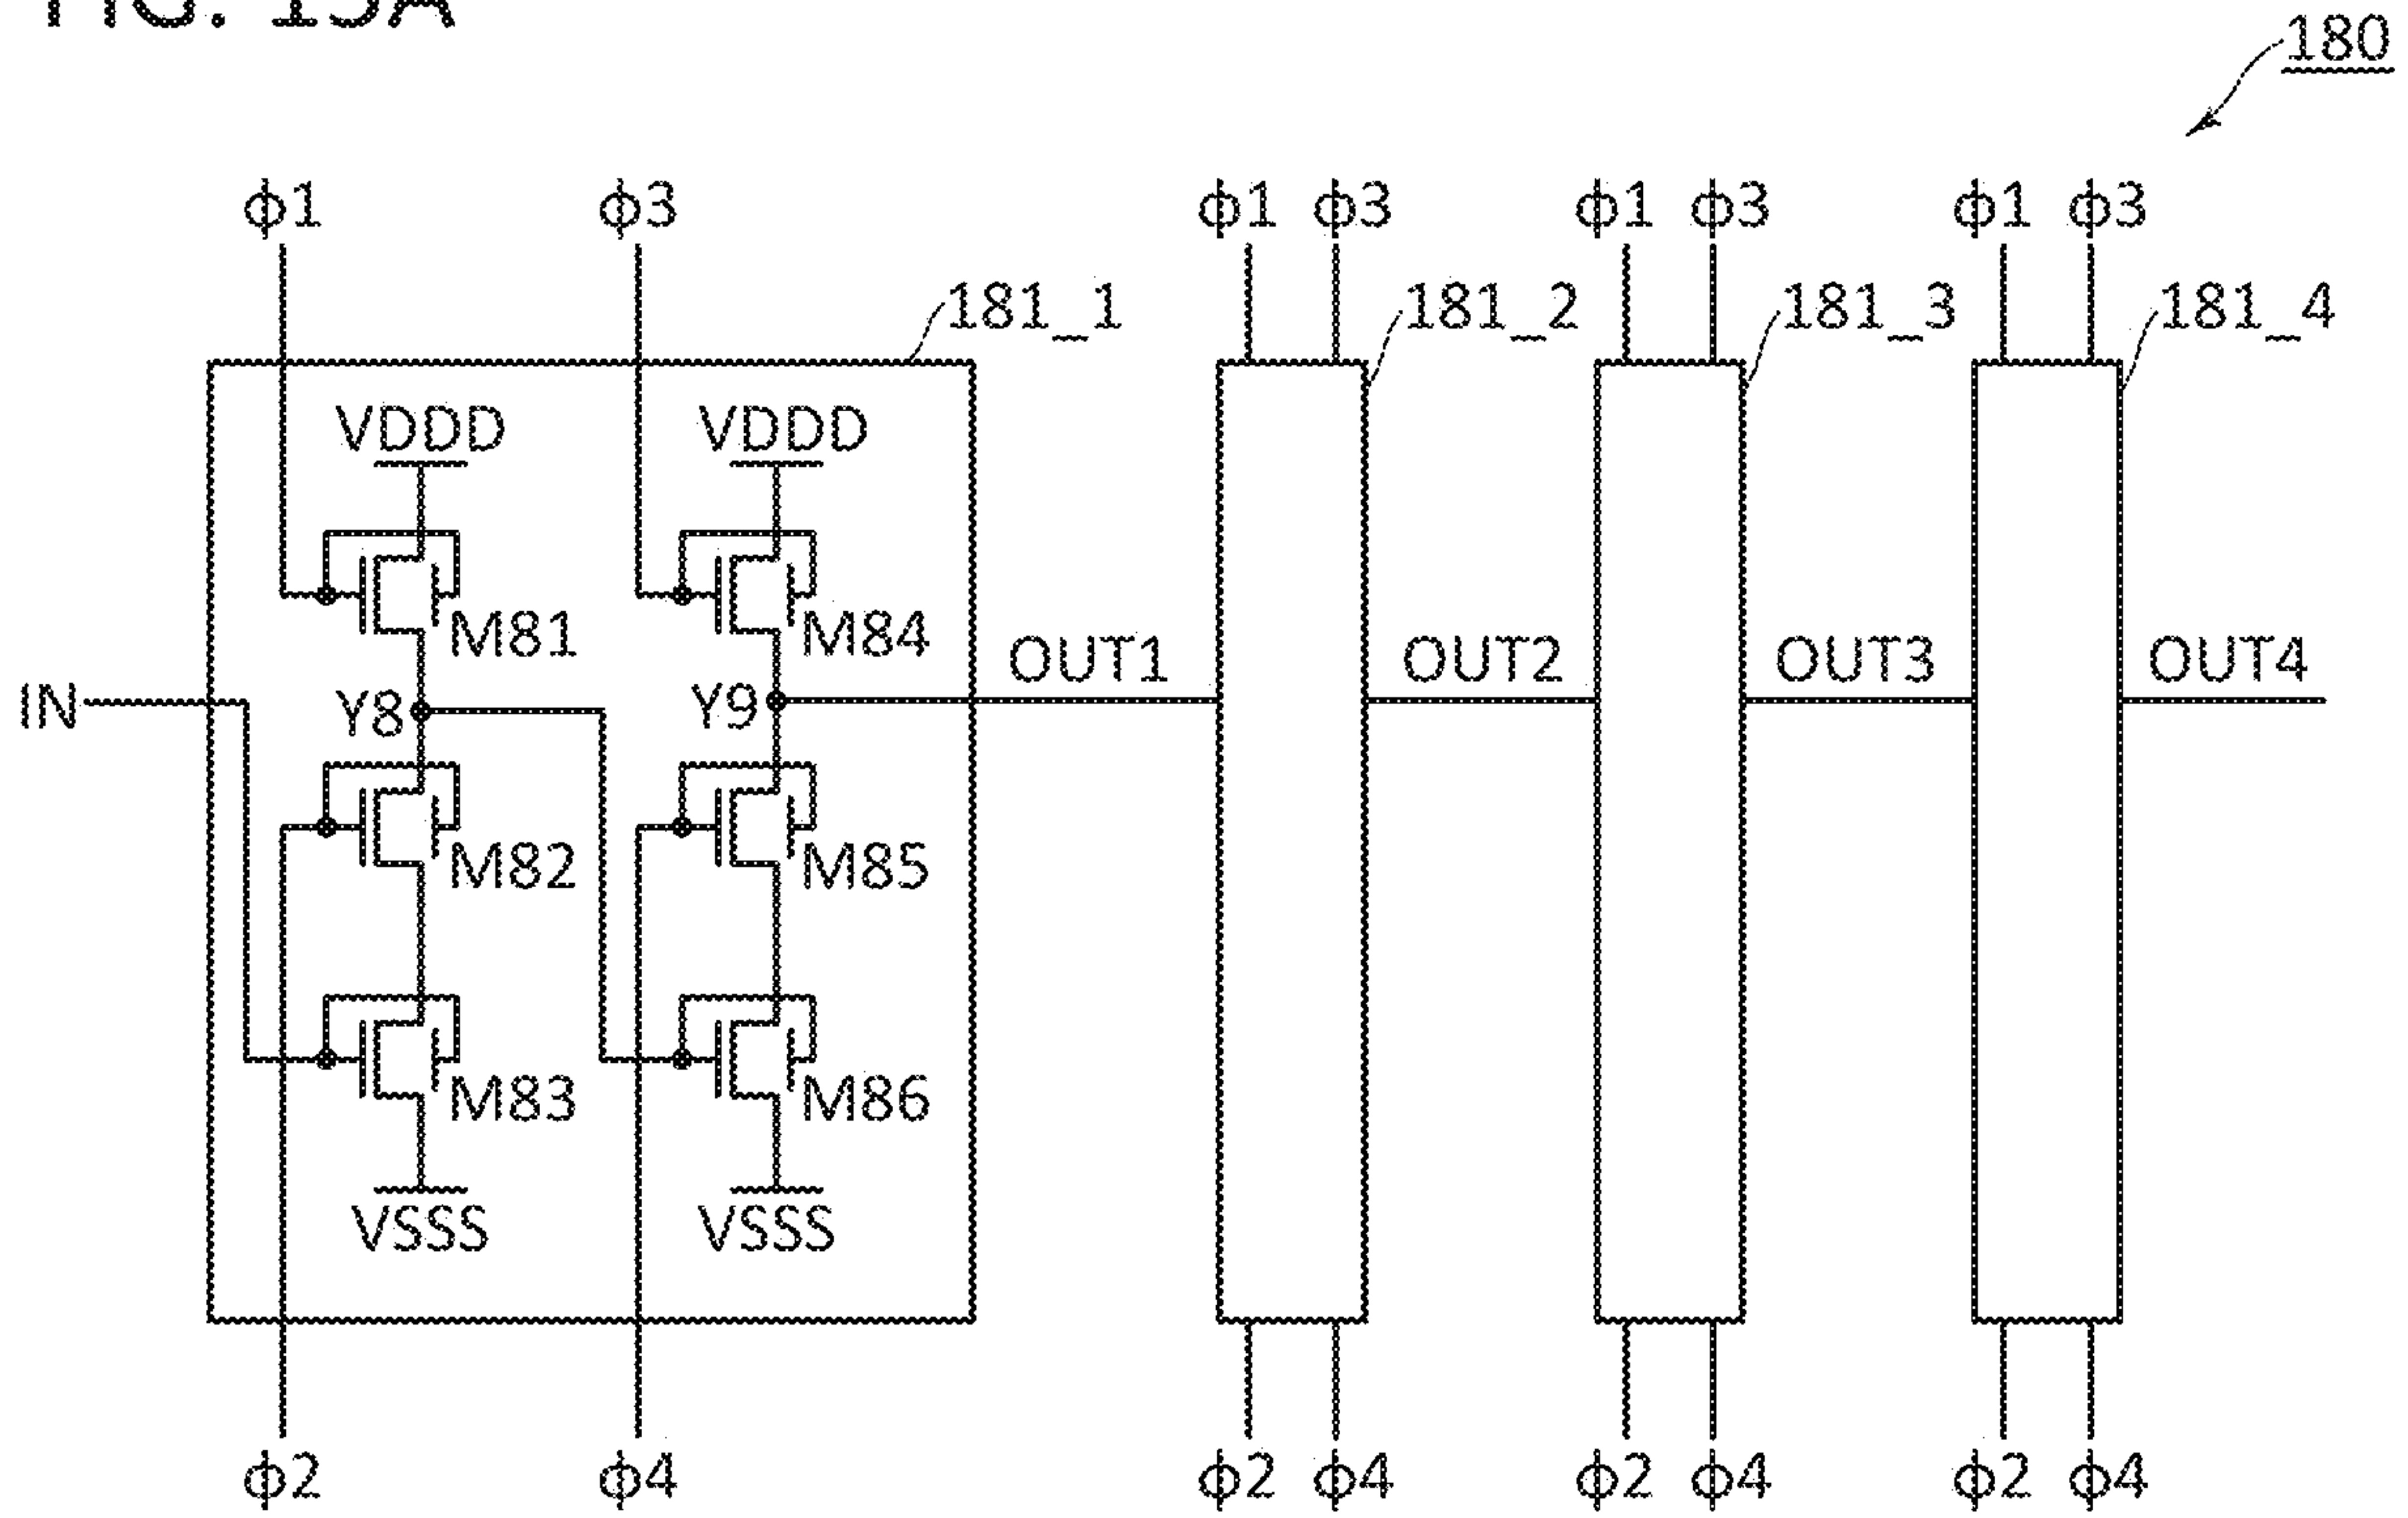 FIG. 15A
180
ϕ1 ϕ3 ϕ1 ϕ3 ϕ1 ϕ3 ϕ1 ϕ3
181_1 181_2 181_3 181_4
VDDD VDDD
M81 M84
IN Y8 Y9 OUT1 OUT2 OUT3 OUT4
M82 M85
M83 M86
VSSS VSSS
ϕ2 ϕ4 ϕ2 ϕ4 ϕ2 ϕ4 ϕ2 ϕ4